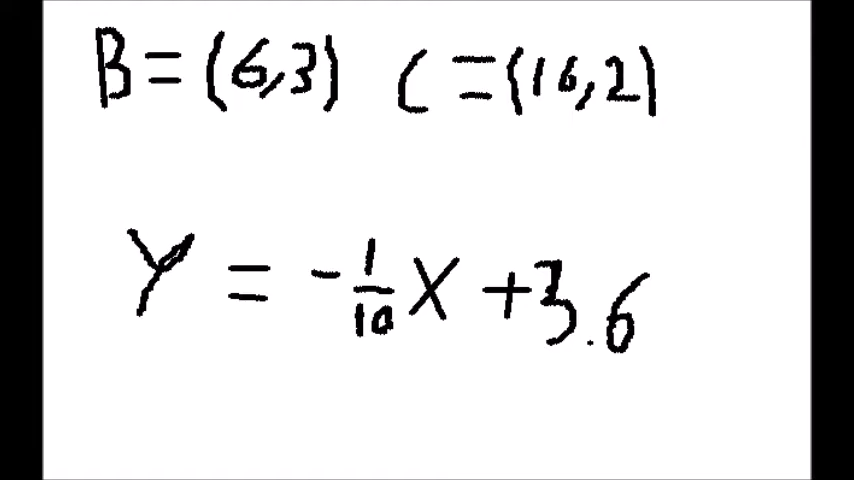 B = (6,3) C = (16,2)
Y = -1/10 X + 3.6